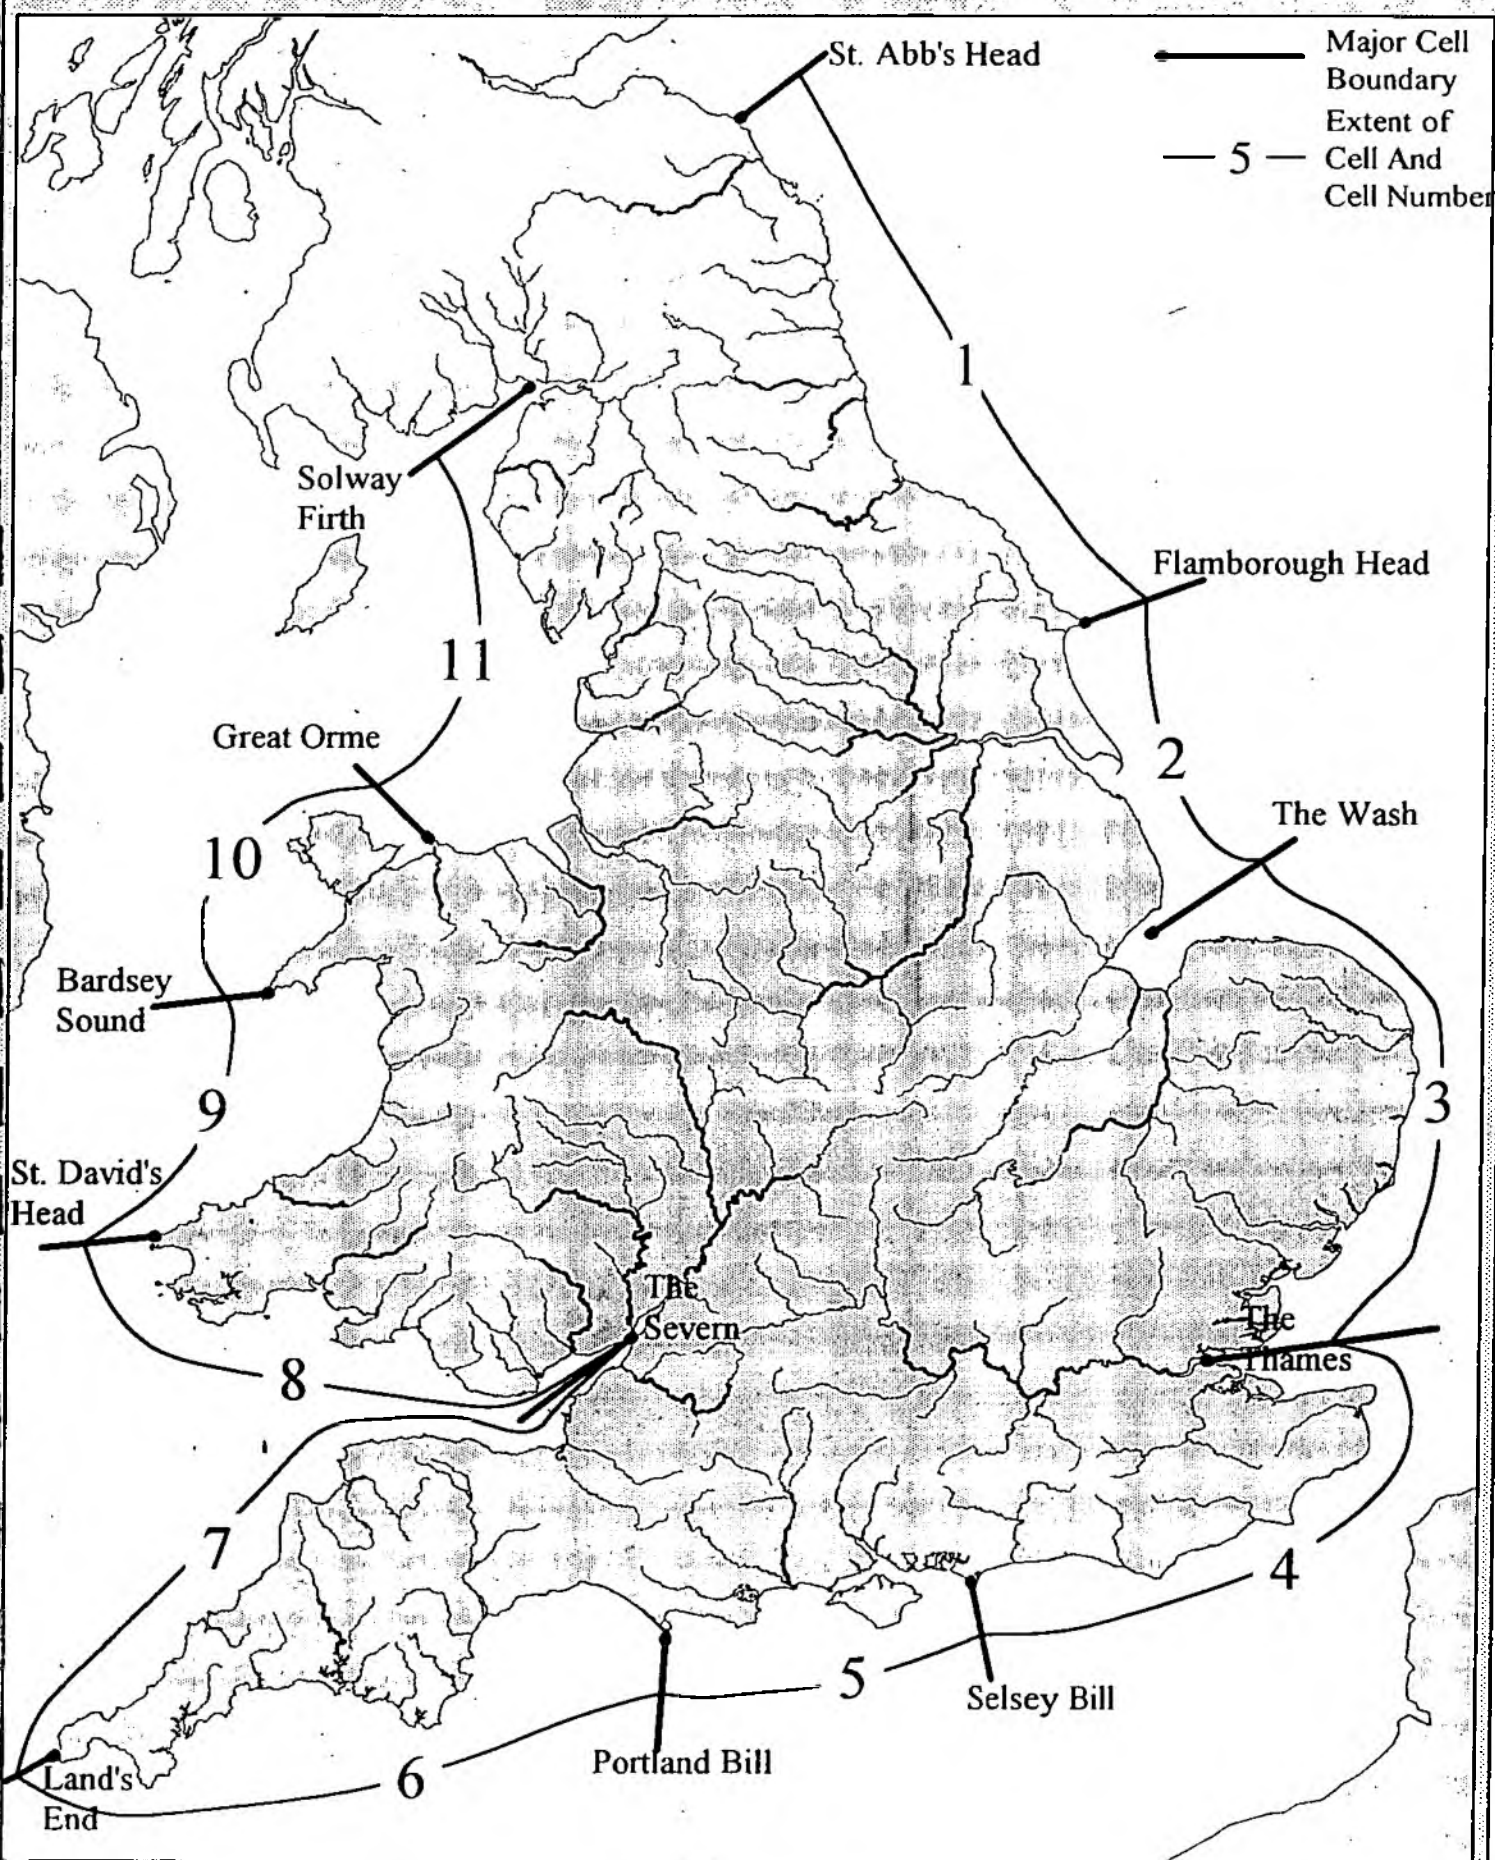 St. Abb's Head
Major Cell
Boundary
Extent of
— 5 — Cell And
Cell Number
1
Solway
Firth
Flamborough Head
11
Great Orme
2
The Wash
10
Bardsey
Sound
9
3
St. David's
Head
The
Severn
The
Thames
8
7
4
5
Selsey Bill
Portland Bill
6
Land's
End